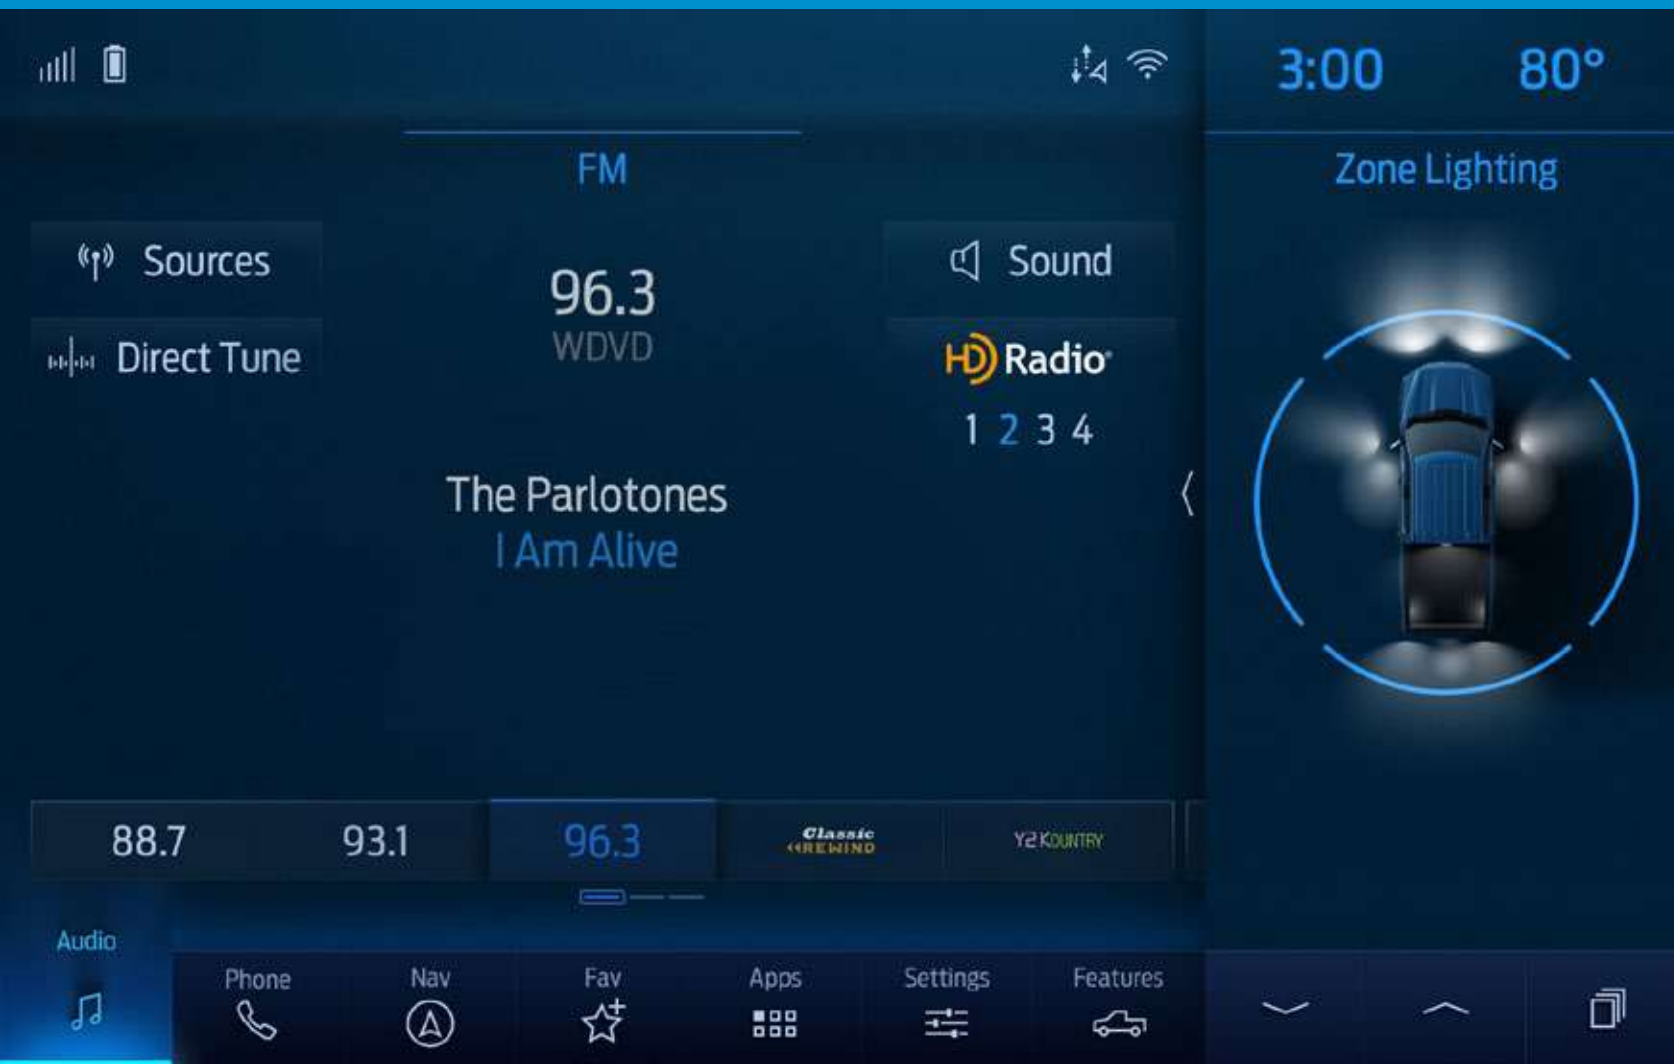 3:00 80°
FM
Zone Lighting
Sources
Sound
96.3
WDVD
Direct Tune
HD Radio®
1 2 3 4
The Parlotones
I Am Alive
88.7 93.1 96.3 Classic REWIND Y2KOUNTRY
Audio
Phone Nav Fav Apps Settings Features